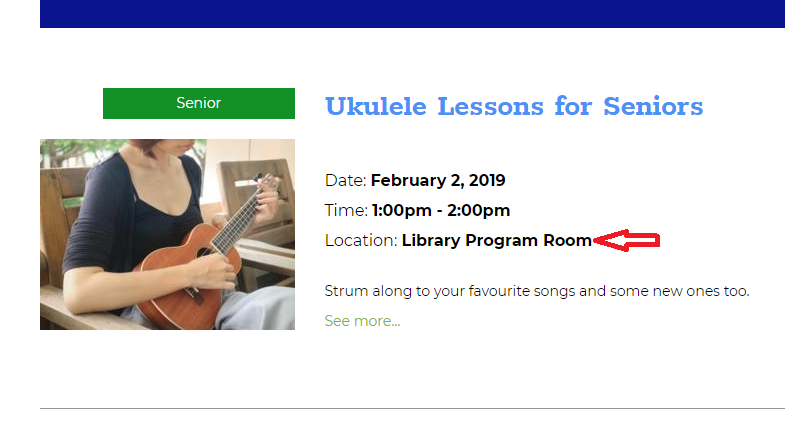 Senior
Ukulele Lessons for Seniors
Date: February 2, 2019
Time: 1:00pm - 2:00pm
Location: Library Program Room
Strum along to your favourite songs and some new ones too.
See more...